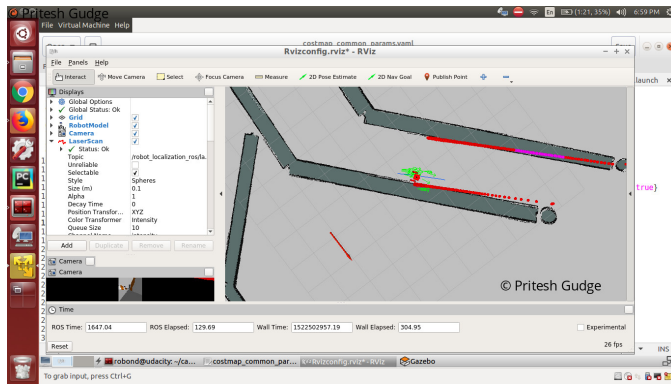 © Pritesh Gudge
(1:21, 35%) 6:59 PM
En
File Virtual Machine Help
costmap_common_params.yaml
Rvizconfig.rviz* - RViz
File Panels Help
Interact Move Camera Select Focus Camera Measure 2D Pose Estimate 2D Nav Goal Publish Point
launch x
Displays
Global Options
Global Status: Ok
Grid
RobotModel
Camera
LaserScan
Status: Ok
Topic /robot_localization_ros/la...
Unreliable
Selectable
Style Spheres
Size (m) 0.1
Alpha 1
Decay Time 0
Position Transfor... XYZ
Color Transformer Intensity
Queue Size 10
true}
Add Duplicate Remove Rename
Camera
Camera
© Pritesh Gudge
Time
ROS Time: 1647.04 ROS Elapsed: 129.69 Wall Time: 1522502957.19 Wall Elapsed: 304.95 Experimental
Reset 26 fps
INS
robond@udacity: ~/ca... costmap_common_par... Rvizconfig.rviz* - RViz Gazebo
To grab input, press Ctrl+G